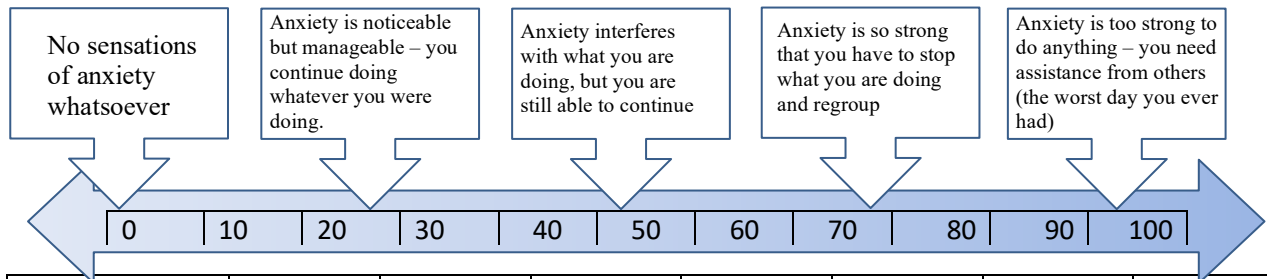 No sensations
of anxiety
whatsoever
Anxiety is noticeable
but manageable – you
continue doing
whatever you were
doing.
Anxiety interferes
with what you are
doing, but you are
still able to continue
Anxiety is so strong
that you have to stop
what you are doing
and regroup
Anxiety is too strong to
do anything – you need
assistance from others
(the worst day you ever
had)
0 10 20 30 40 50 60 70 80 90 100